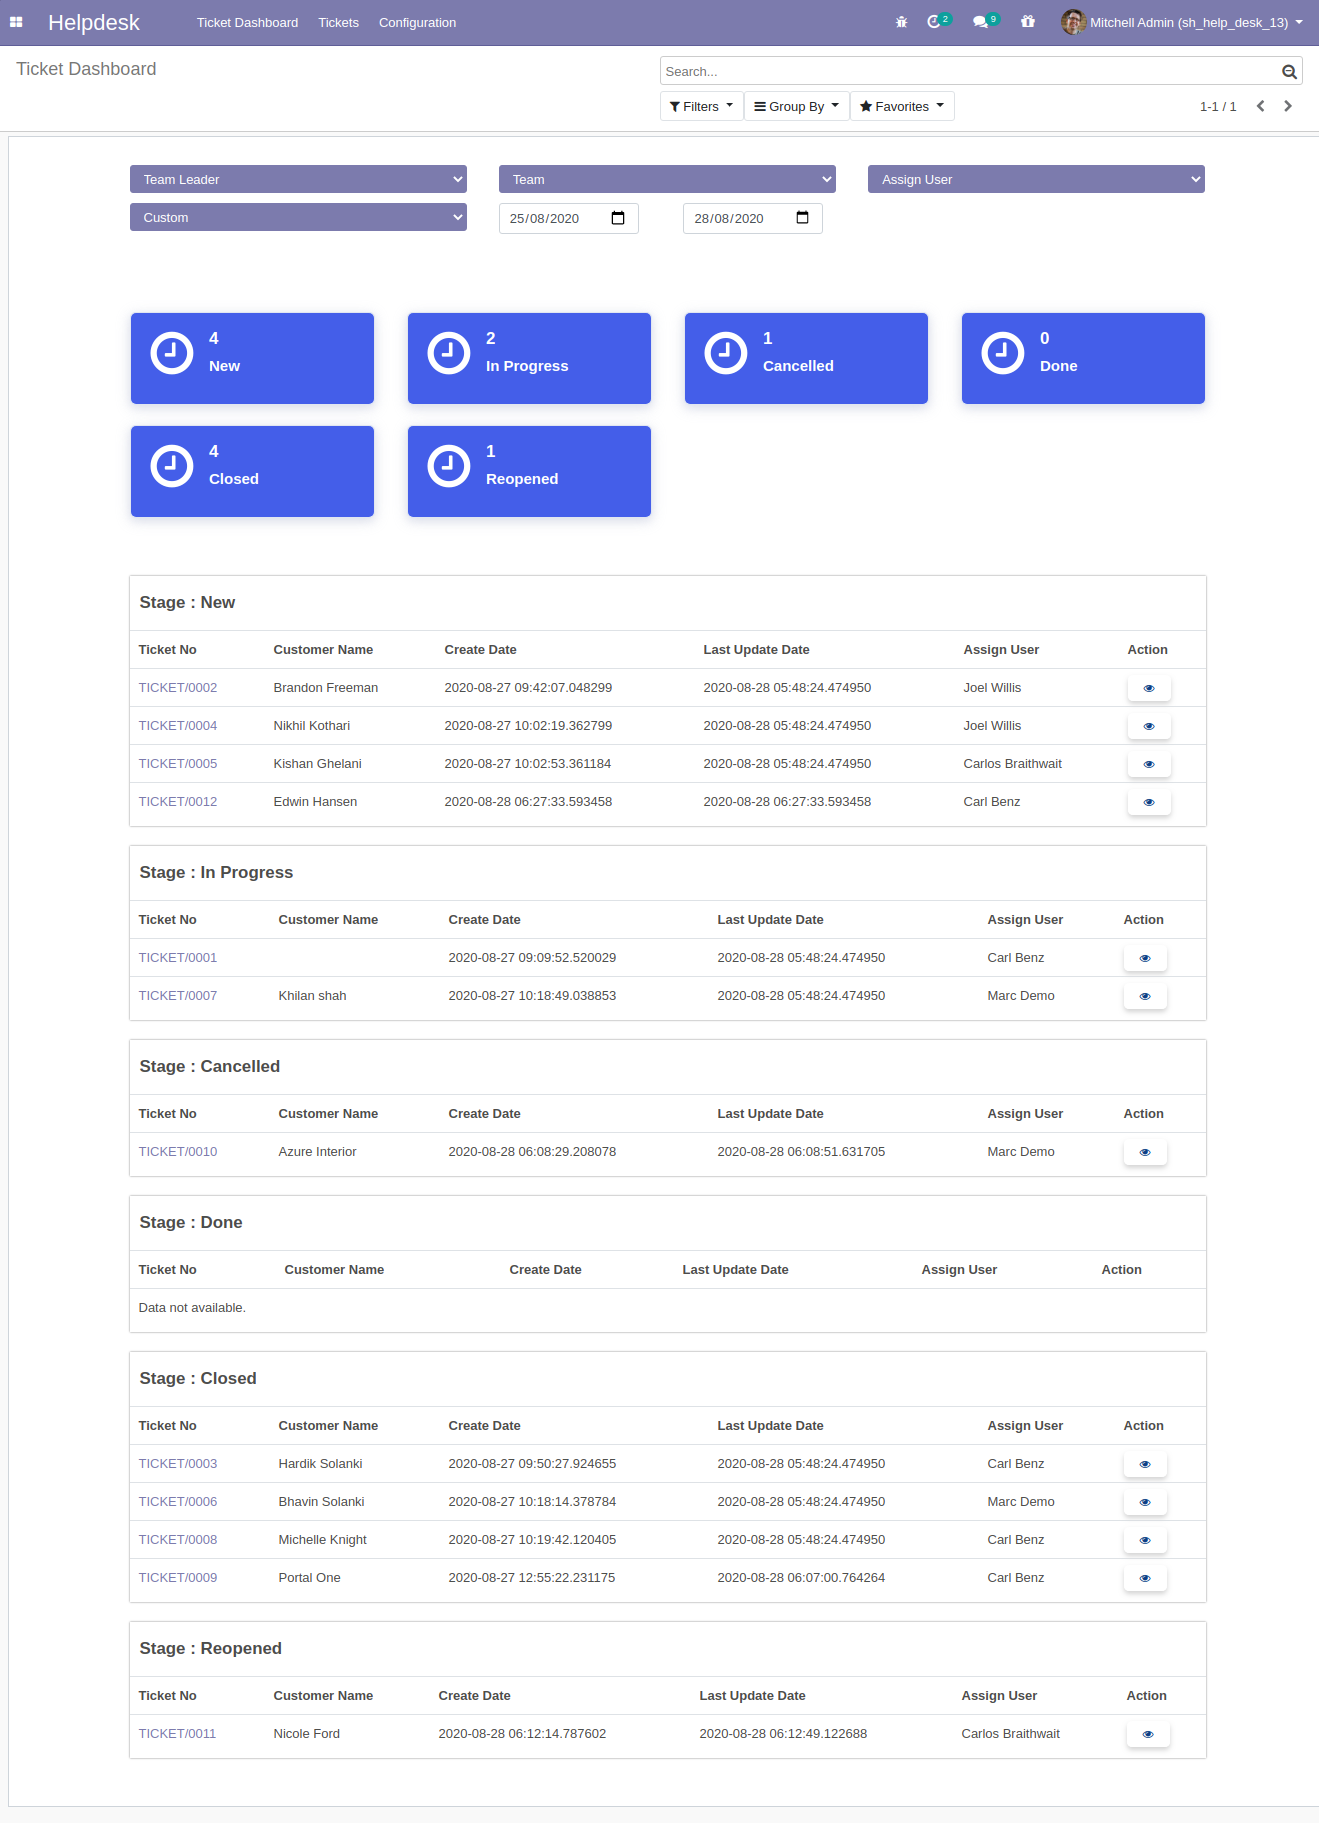 Helpdesk Ticket Dashboard Tickets Configuration 2 9 Mitchell Admin (sh_help_desk_13)
Ticket Dashboard
Search...
Filters Group By Favorites 1-1 / 1
Team Leader Team Assign User
Custom 25/08/2020 28/08/2020
4 2 1 0
New In Progress Cancelled Done
4 1
Closed Reopened
Stage : New
Ticket No Customer Name Create Date Last Update Date Assign User Action
TICKET/0002 Brandon Freeman 2020-08-27 09:42:07.048299 2020-08-28 05:48:24.474950 Joel Willis
TICKET/0004 Nikhil Kothari 2020-08-27 10:02:19.362799 2020-08-28 05:48:24.474950 Joel Willis
TICKET/0005 Kishan Ghelani 2020-08-27 10:02:53.361184 2020-08-28 05:48:24.474950 Carlos Braithwait
TICKET/0012 Edwin Hansen 2020-08-28 06:27:33.593458 2020-08-28 06:27:33.593458 Carl Benz
Stage : In Progress
Ticket No Customer Name Create Date Last Update Date Assign User Action
TICKET/0001 2020-08-27 09:09:52.520029 2020-08-28 05:48:24.474950 Carl Benz
TICKET/0007 Khilan shah 2020-08-27 10:18:49.038853 2020-08-28 05:48:24.474950 Marc Demo
Stage : Cancelled
Ticket No Customer Name Create Date Last Update Date Assign User Action
TICKET/0010 Azure Interior 2020-08-28 06:08:29.208078 2020-08-28 06:08:51.631705 Marc Demo
Stage : Done
Ticket No Customer Name Create Date Last Update Date Assign User Action
Data not available.
Stage : Closed
Ticket No Customer Name Create Date Last Update Date Assign User Action
TICKET/0003 Hardik Solanki 2020-08-27 09:50:27.924655 2020-08-28 05:48:24.474950 Carl Benz
TICKET/0006 Bhavin Solanki 2020-08-27 10:18:14.378784 2020-08-28 05:48:24.474950 Marc Demo
TICKET/0008 Michelle Knight 2020-08-27 10:19:42.120405 2020-08-28 05:48:24.474950 Carl Benz
TICKET/0009 Portal One 2020-08-27 12:55:22.231175 2020-08-28 06:07:00.764264 Carl Benz
Stage : Reopened
Ticket No Customer Name Create Date Last Update Date Assign User Action
TICKET/0011 Nicole Ford 2020-08-28 06:12:14.787602 2020-08-28 06:12:49.122688 Carlos Braithwait